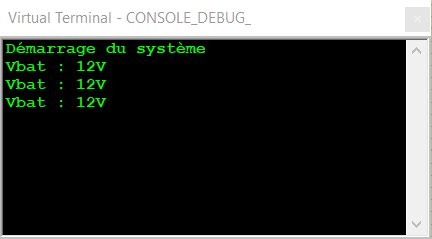 Virtual Terminal - CONSOLE_DEBUG_
Démarrage du système
Vbat : 12V
Vbat : 12V
Vbat : 12V